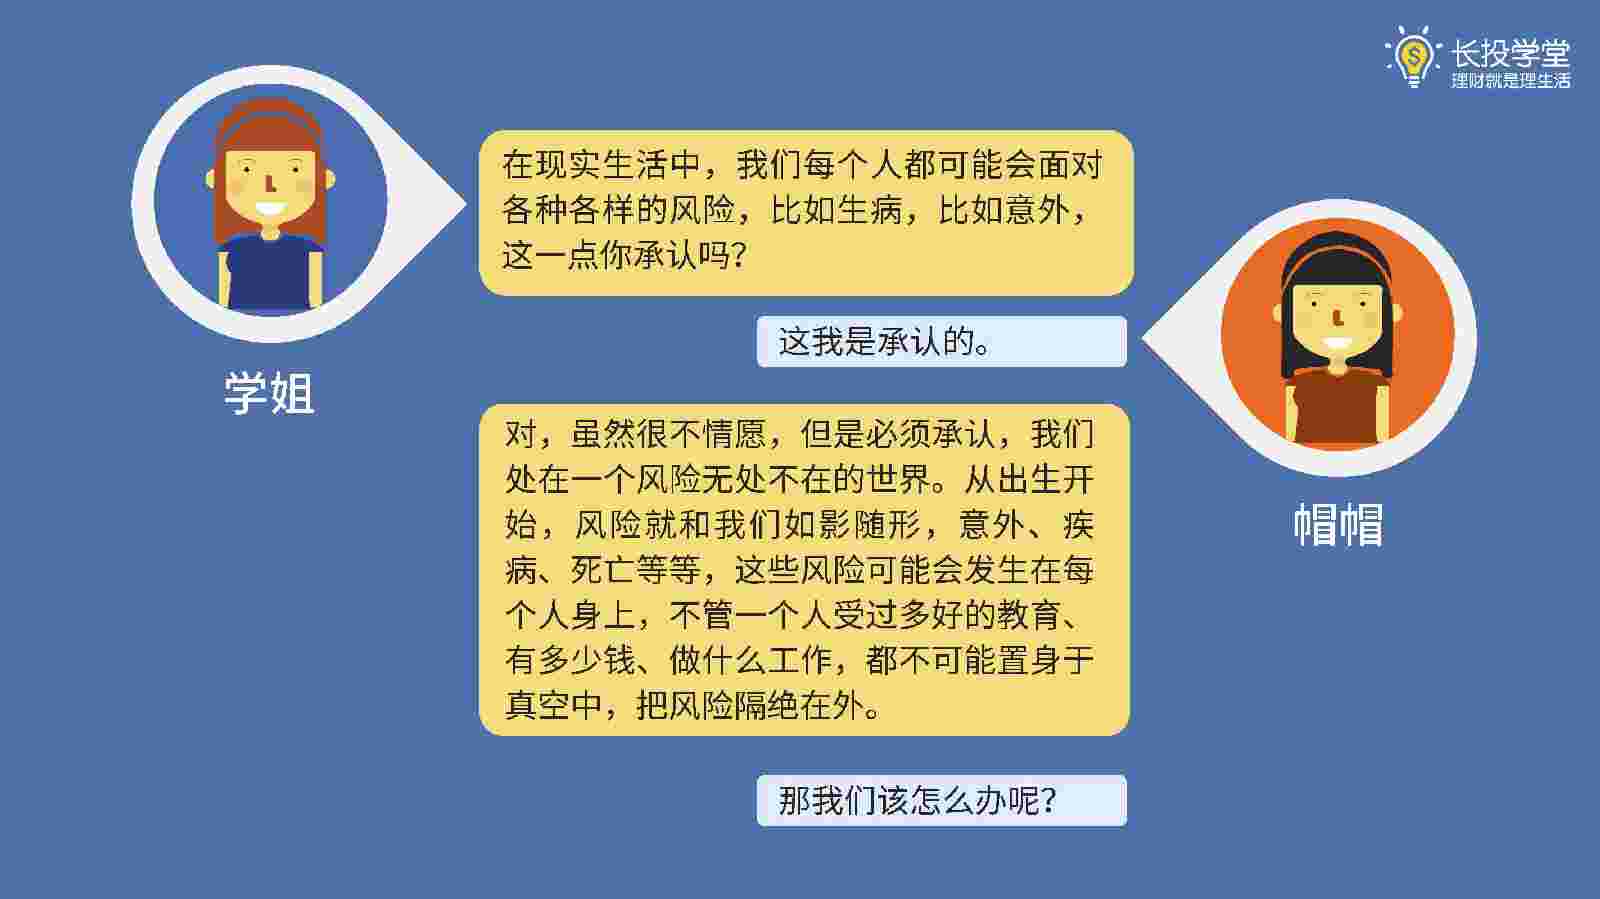 长投学堂
理财就是理生活
在现实生活中，我们每个人都可能会面对
各种各样的风险，比如生病，比如意外，
这一点你承认吗？
这我是承认的。
学姐
对，虽然很不情愿，但是必须承认，我们
处在一个风险无处不在的世界。从出生开
始，风险就和我们如影随形，意外、疾
病、死亡等等，这些风险可能会发生在每
个人身上，不管一个人受过多好的教育、
有多少钱、做什么工作，都不可能置身于
真空中，把风险隔绝在外。
帽帽
那我们该怎么办呢？